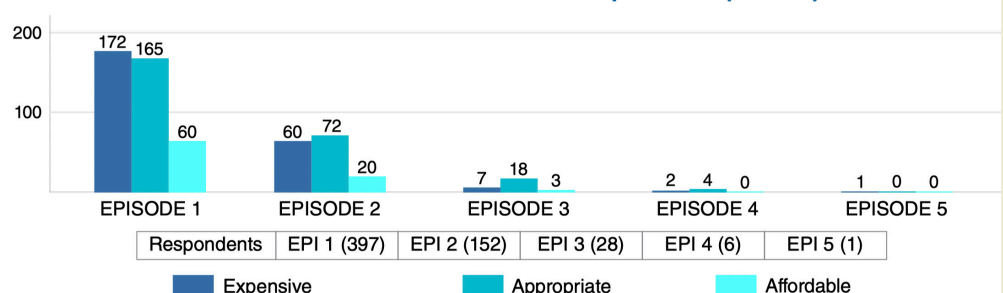 200
172 165
60
60 72
20
7 18 3
2 4 0
1 0 0
100
EPISODE 1 EPISODE 2 EPISODE 3 EPISODE 4 EPISODE 5
Respondents EPI 1 (397) EPI 2 (152) EPI 3 (28) EPI 4 (6) EPI 5 (1)
Expensive Appropriate Affordable